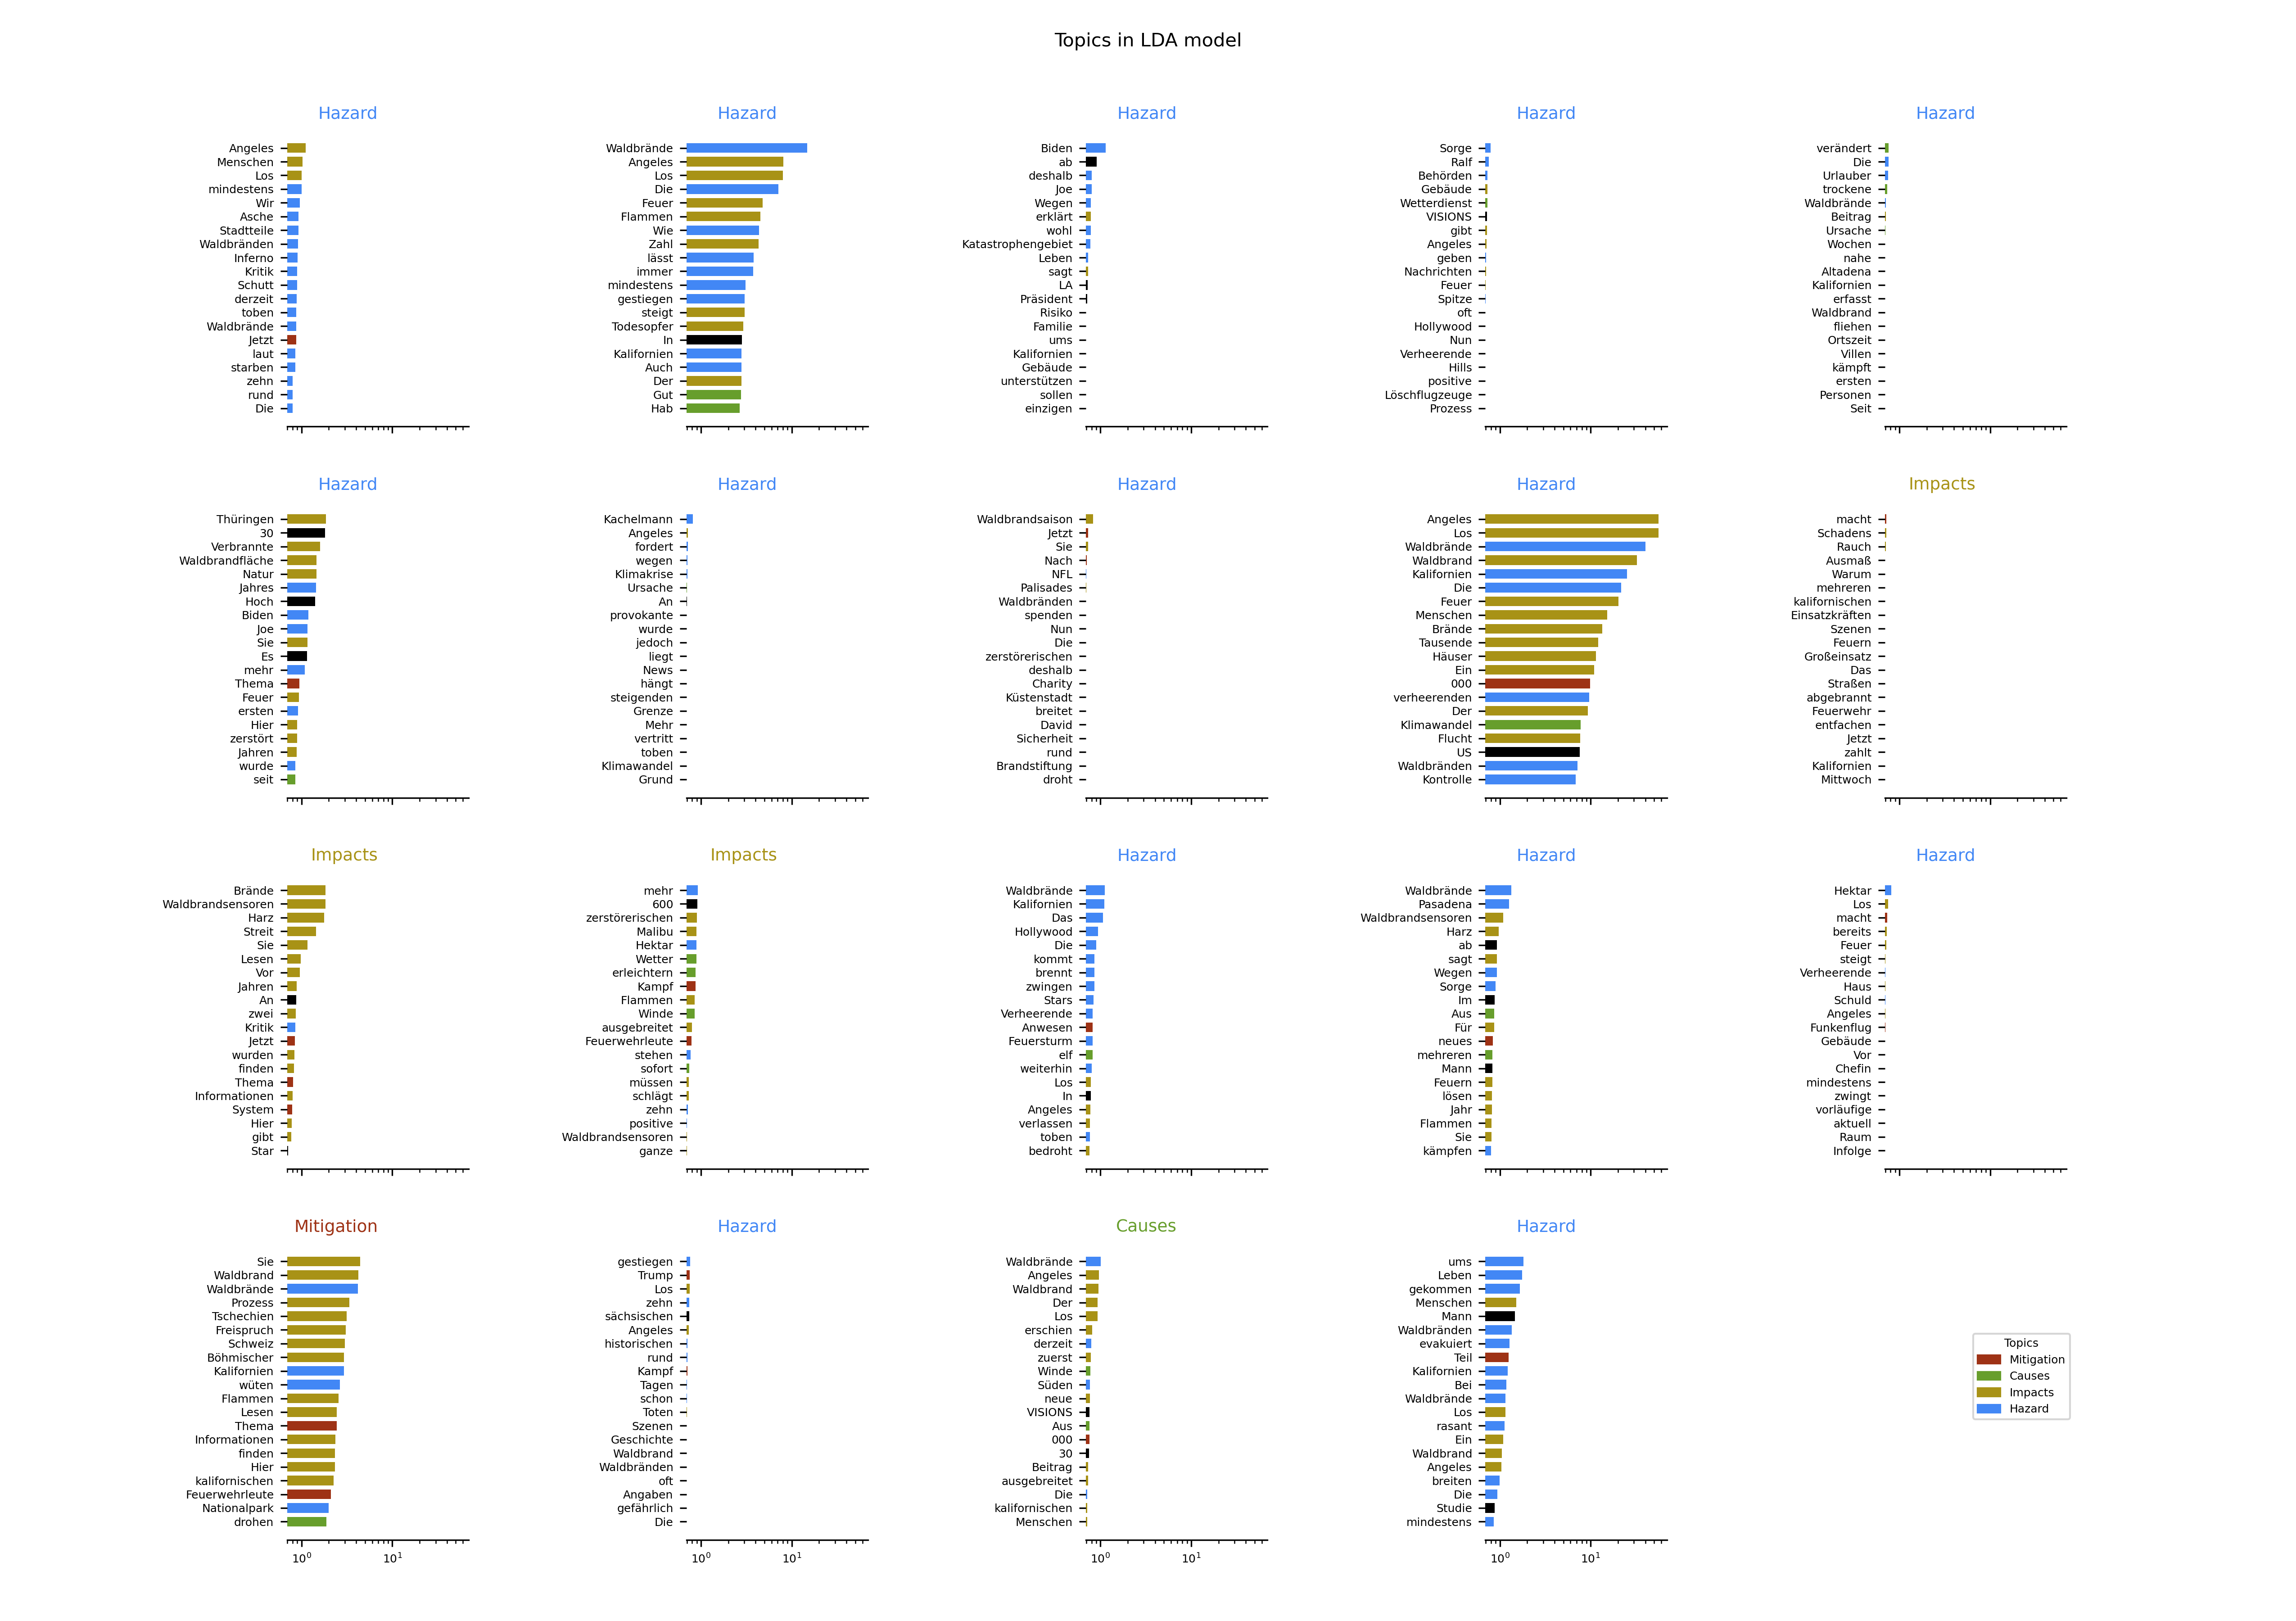 Topics in LDA model
Hazard
Angeles
Menschen
Los
mindestens
Wir
Asche
Stadtteile
Waldbränden
Inferno
Kritik
Schutt
derzeit
toben
Waldbrände
Jetzt
laut
starben
zehn
rund
Die
Hazard
Waldbrände
Angeles
Los
Die
Feuer
Flammen
Wie
Zahl
lässt
immer
mindestens
gestiegen
steigt
Todesopfer
In
Kalifornien
Auch
Der
Gut
Hab
Hazard
Biden
ab
deshalb
Joe
Wegen
erklärt
wohl
Katastrophengebiet
Leben
sagt
LA
Präsident
Risiko
Familie
ums
Kalifornien
Gebäude
unterstützen
sollen
einzigen
Hazard
Sorge
Ralf
Behörden
Gebäude
Wetterdienst
VISIONS
gibt
Angeles
geben
Nachrichten
Feuer
Spitze
oft
Hollywood
Nun
Verheerende
Hills
positive
Löschflugzeuge
Prozess
Hazard
verändert
Die
Urlauber
trockene
Waldbrände
Beitrag
Ursache
Wochen
nahe
Altadena
Kalifornien
erfasst
Waldbrand
fliehen
Ortszeit
Villen
kämpft
ersten
Personen
Seit
Hazard
Thüringen
30
Verbrannte
Waldbrandfläche
Natur
Jahres
Hoch
Biden
Joe
Sie
Es
mehr
Thema
Feuer
ersten
Hier
zerstört
Jahren
wurde
seit
Hazard
Kachelmann
Angeles
fordert
wegen
Klimakrise
Ursache
An
provokante
wurde
jedoch
liegt
News
hängt
steigenden
Grenze
Mehr
vertritt
toben
Klimawandel
Grund
Hazard
Waldbrandsaison
Jetzt
Sie
Nach
NFL
Palisades
Waldbränden
spenden
Nun
Die
zerstörerischen
deshalb
Charity
Küstenstadt
breitet
David
Sicherheit
rund
Brandstiftung
droht
Hazard
Angeles
Los
Waldbrände
Waldbrand
Kalifornien
Die
Feuer
Menschen
Brände
Tausende
Häuser
Ein
000
verheerenden
Der
Klimawandel
Flucht
US
Waldbränden
Kontrolle
Impacts
macht
Schadens
Rauch
Ausmaß
Warum
mehreren
kalifornischen
Einsatzkräften
Szenen
Feuern
Großeinsatz
Das
Straßen
abgebrannt
Feuerwehr
entfachen
Jetzt
zahlt
Kalifornien
Mittwoch
Impacts
Brände
Waldbrandsensoren
Harz
Streit
Sie
Lesen
Vor
Jahren
An
zwei
Kritik
Jetzt
wurden
finden
Thema
Informationen
System
Hier
gibt
Star
Impacts
mehr
600
zerstörerischen
Malibu
Hektar
Wetter
erleichtern
Kampf
Flammen
Winde
ausgebreitet
Feuerwehrleute
stehen
sofort
müssen
schlägt
zehn
positive
Waldbrandsensoren
ganze
Hazard
Waldbrände
Kalifornien
Das
Hollywood
Die
kommt
brennt
zwingen
Stars
Verheerende
Anwesen
Feuersturm
elf
weiterhin
Los
In
Angeles
verlassen
toben
bedroht
Hazard
Waldbrände
Pasadena
Waldbrandsensoren
Harz
ab
sagt
Wegen
Sorge
Im
Aus
Für
neues
mehreren
Mann
Feuern
lösen
Jahr
Flammen
Sie
kämpfen
Hazard
Hektar
Los
macht
bereits
Feuer
steigt
Verheerende
Haus
Schuld
Angeles
Funkenflug
Gebäude
Vor
Chefin
mindestens
zwingt
vorläufige
aktuell
Raum
Infolge
Mitigation
Sie
Waldbrand
Waldbrände
Prozess
Tschechien
Freispruch
Schweiz
Böhmischer
Kalifornien
wüten
Flammen
Lesen
Thema
Informationen
finden
Hier
kalifornischen
Feuerwehrleute
Nationalpark
drohen
10⁰ 10¹
Hazard
gestiegen
Trump
Los
zehn
sächsischen
Angeles
historischen
rund
Kampf
Tagen
schon
Toten
Szenen
Geschichte
Waldbrand
Waldbränden
oft
Angaben
gefährlich
Die
10⁰ 10¹
Causes
Waldbrände
Angeles
Waldbrand
Der
Los
erschien
derzeit
zuerst
Winde
Süden
neue
VISIONS
Aus
000
30
Beitrag
ausgebreitet
Die
kalifornischen
Menschen
10⁰ 10¹
Hazard
ums
Leben
gekommen
Menschen
Mann
Waldbränden
evakuiert
Teil
Kalifornien
Bei
Waldbrände
Los
rasant
Ein
Waldbrand
Angeles
breiten
Die
Studie
mindestens
10⁰ 10¹
Topics
Mitigation
Causes
Impacts
Hazard